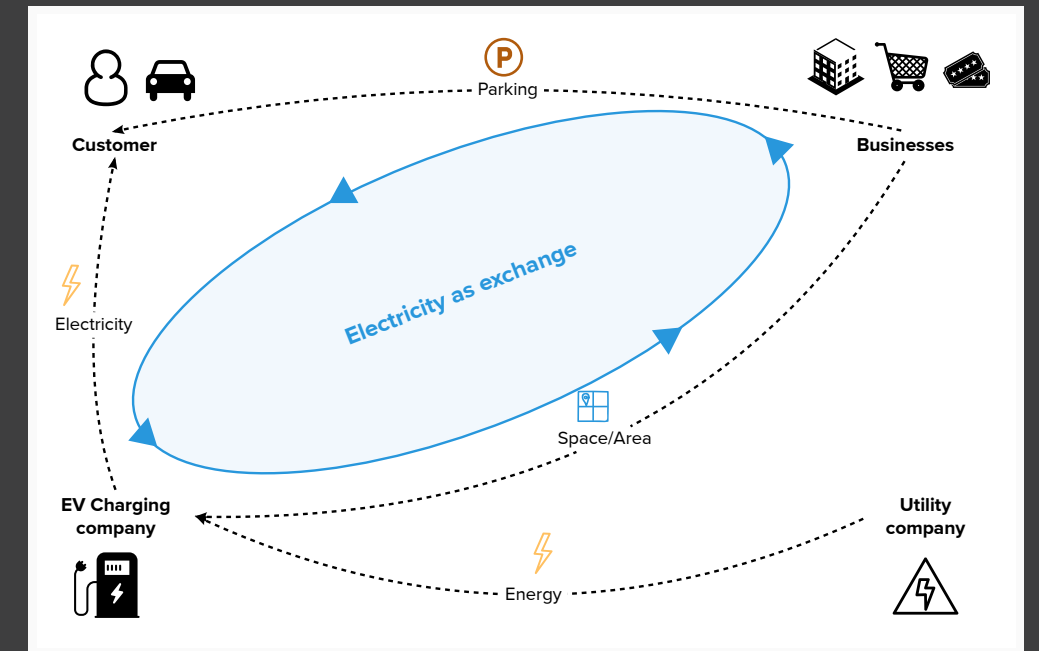 P
Parking
Customer
Businesses
Electricity as exchange
Electricity
Space/Area
EV Charging
company
Utility
company
Energy